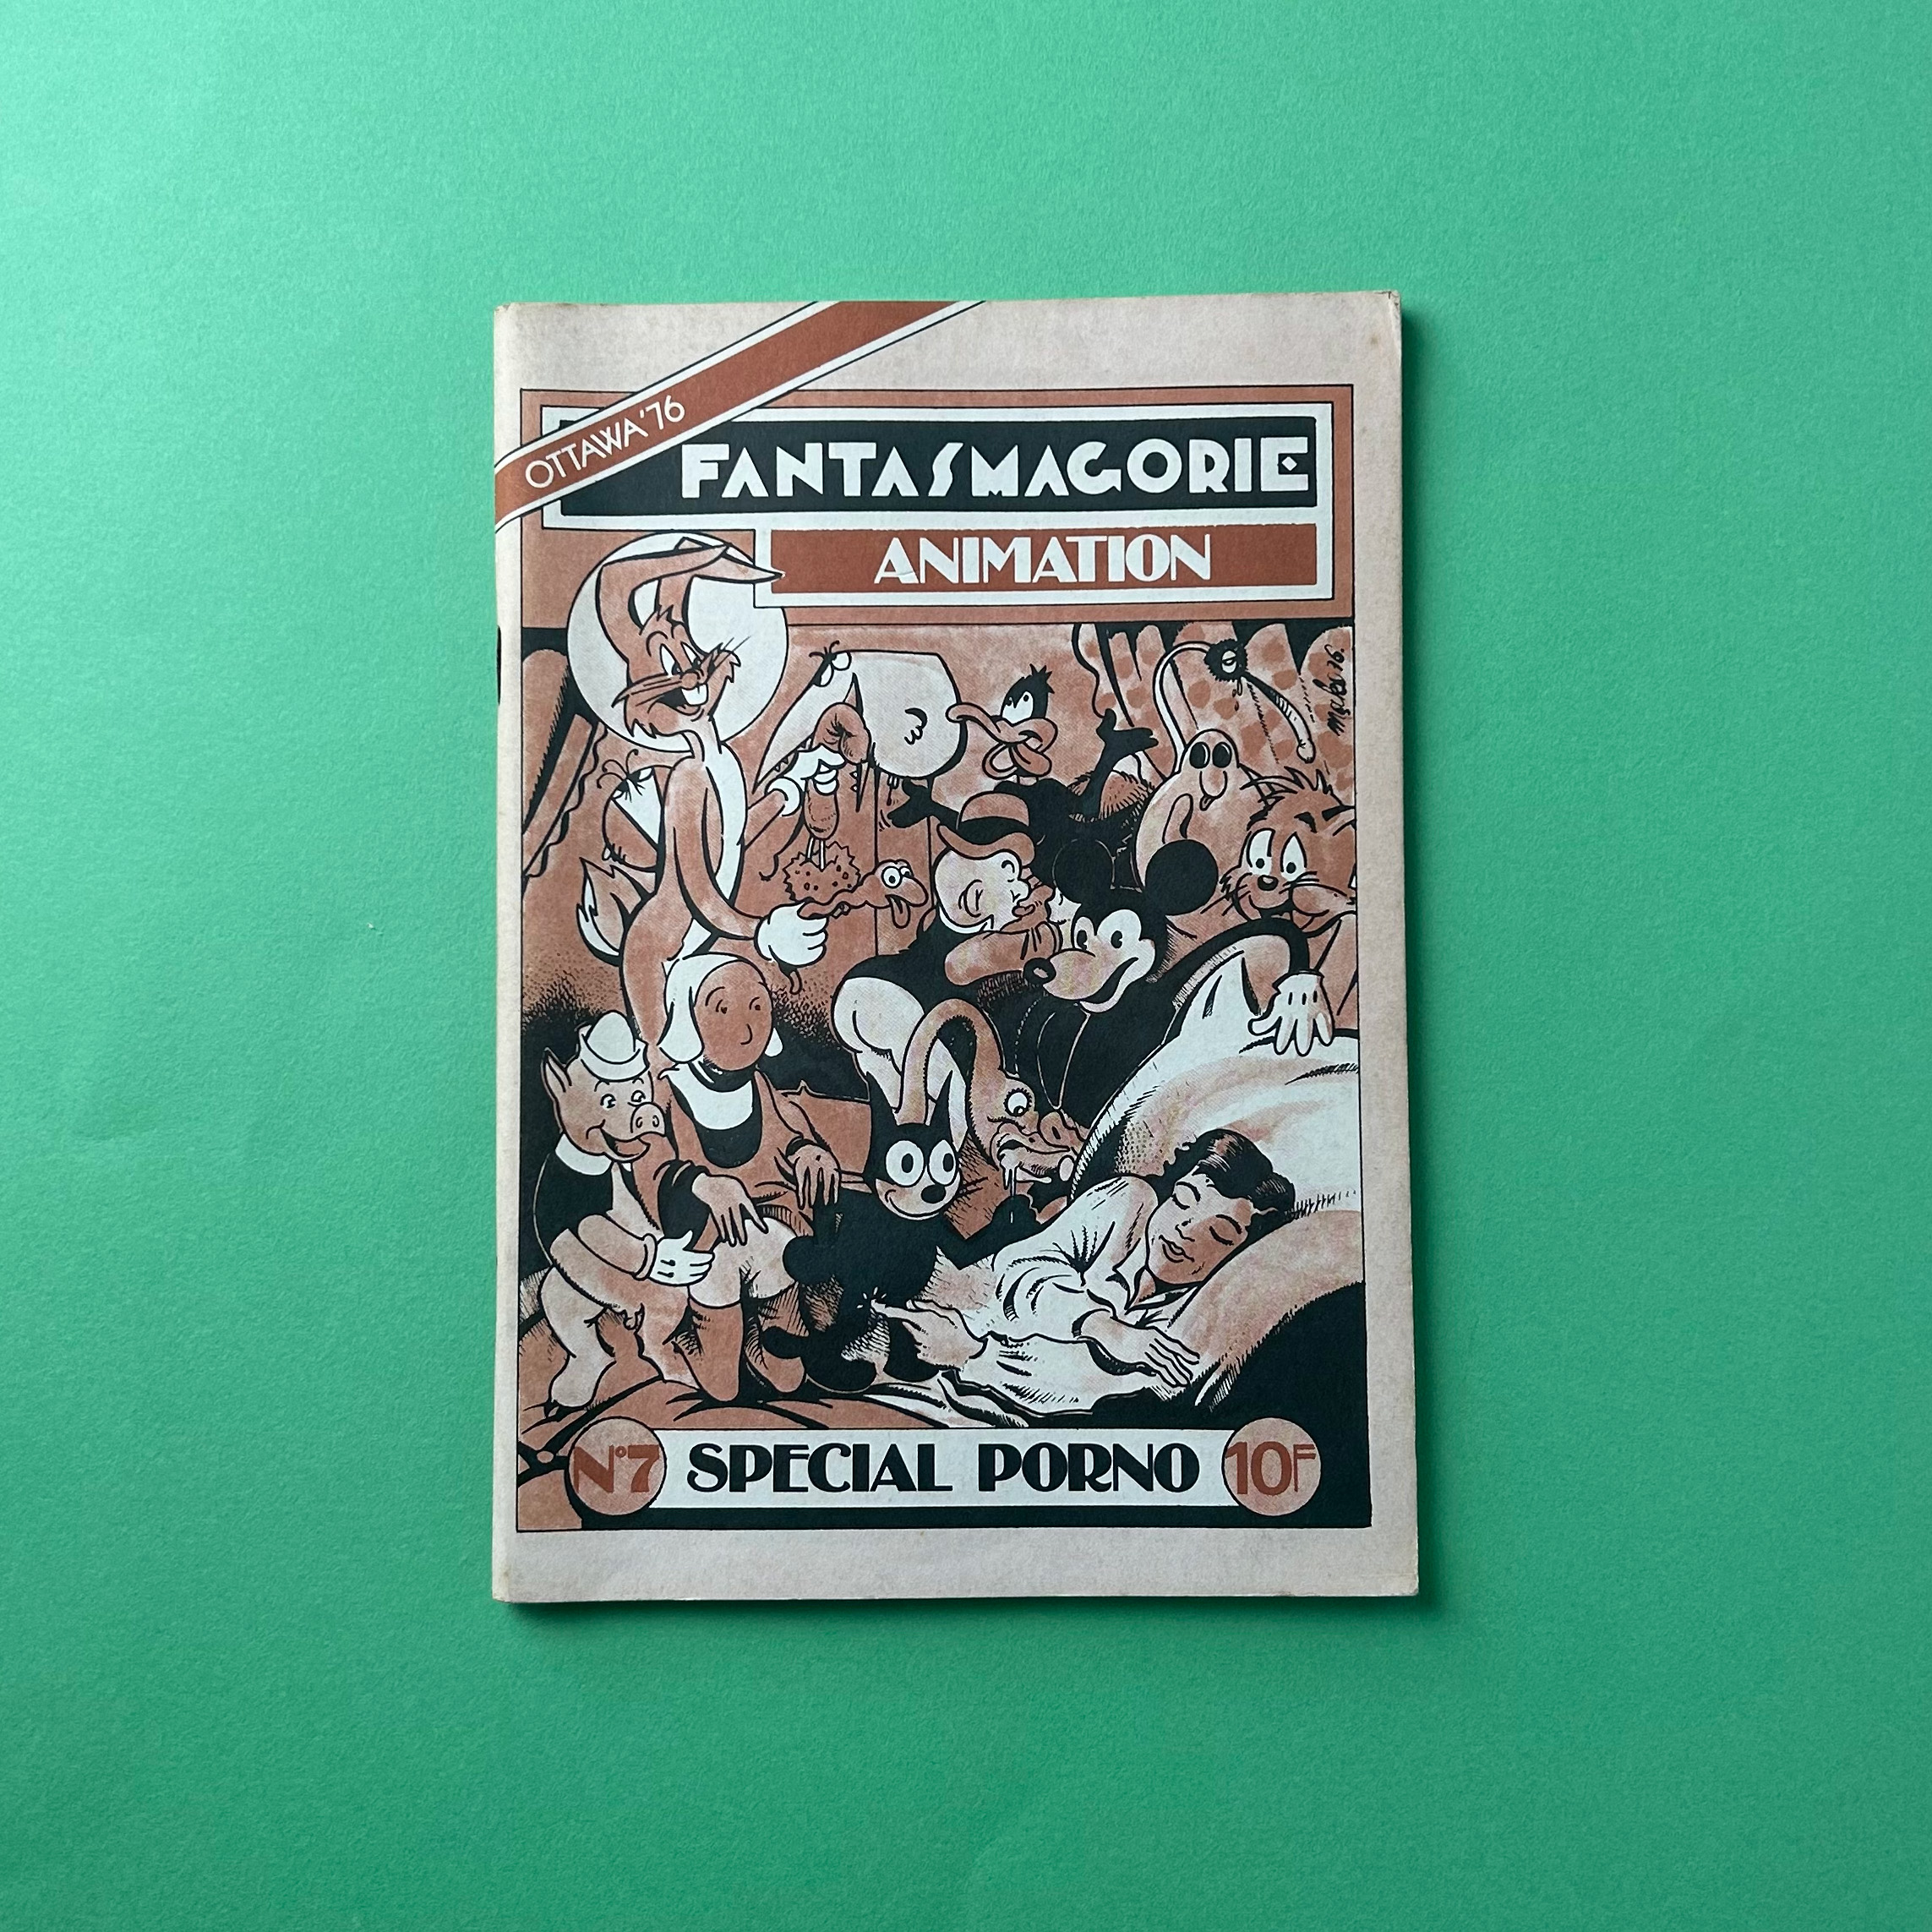 OTTAWA '76
FANTASMAGORIE
ANIMATION
N°7 SPECIAL PORNO 10F